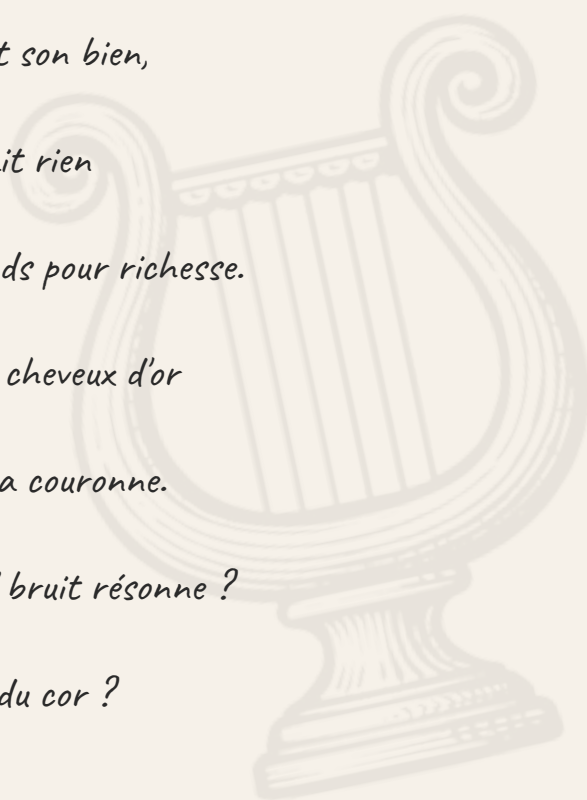 t son bien,
it rien
ds pour richesse.
cheveux d'or
a couronne.
bruit résonne ?
du cor ?